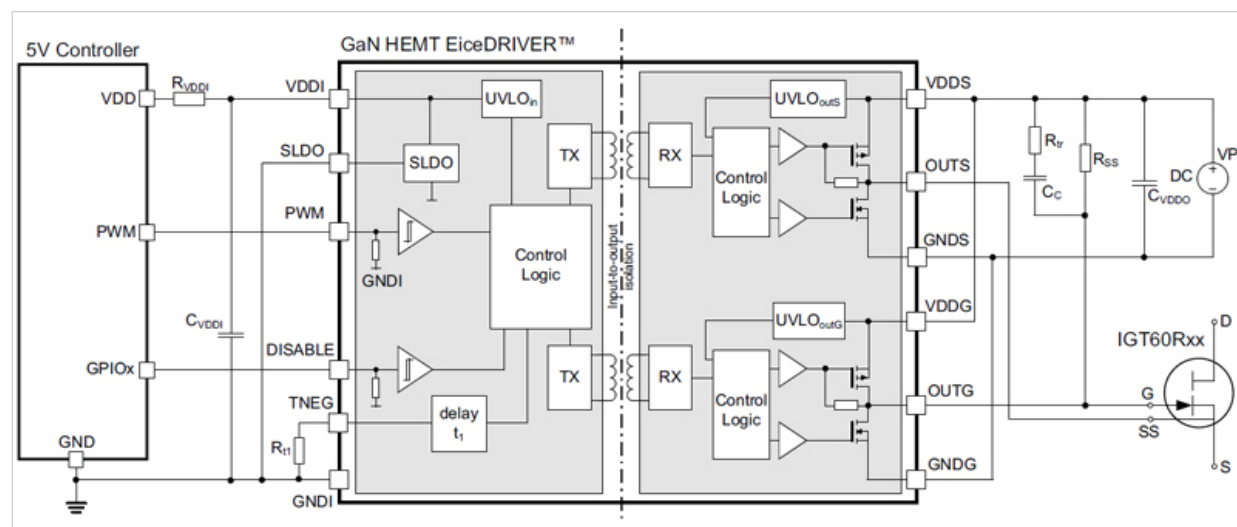 5V Controller
VDD
PWM
GPIOx
GND
RVDDI
CVDDI
Rt1
GaN HEMT EiceDRIVER™
VDDI
SLDO
PWM
DISABLE
TNEG
GNDI
UVLOin
SLDO
GNDI
Control
Logic
delay
t1
TX
TX
Input-to-output
isolation
RX
UVLOoutS
Control
Logic
RX
UVLOoutG
Control
Logic
VDDS
OUTS
GNDS
VDDG
OUTG
GNDG
Rtr
CC
RSS
CVDDO
DC
VP
+
−
IGT60Rxx
D
G
SS
S